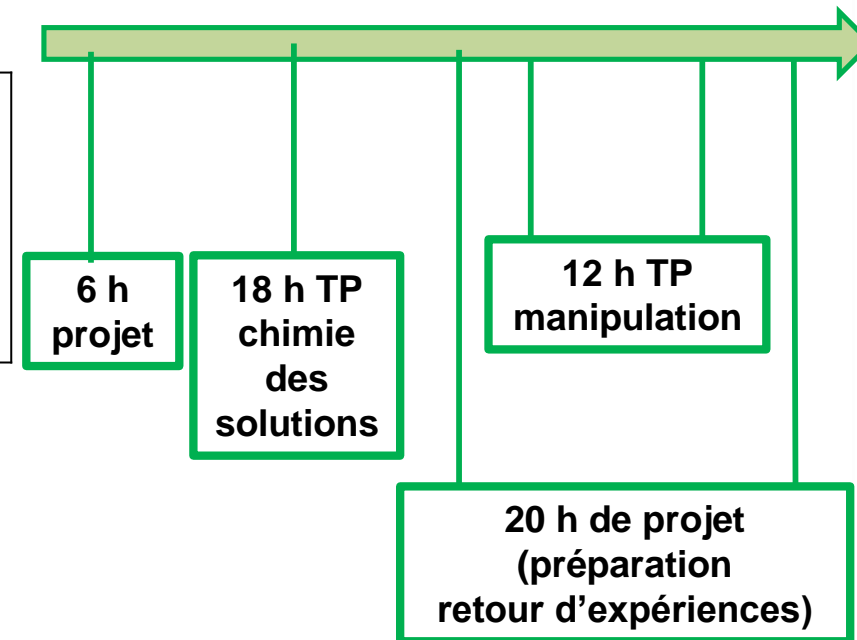 6 h
projet
18 h TP
chimie
des
solutions
12 h TP
manipulation
20 h de projet
(préparation
retour d’expériences)